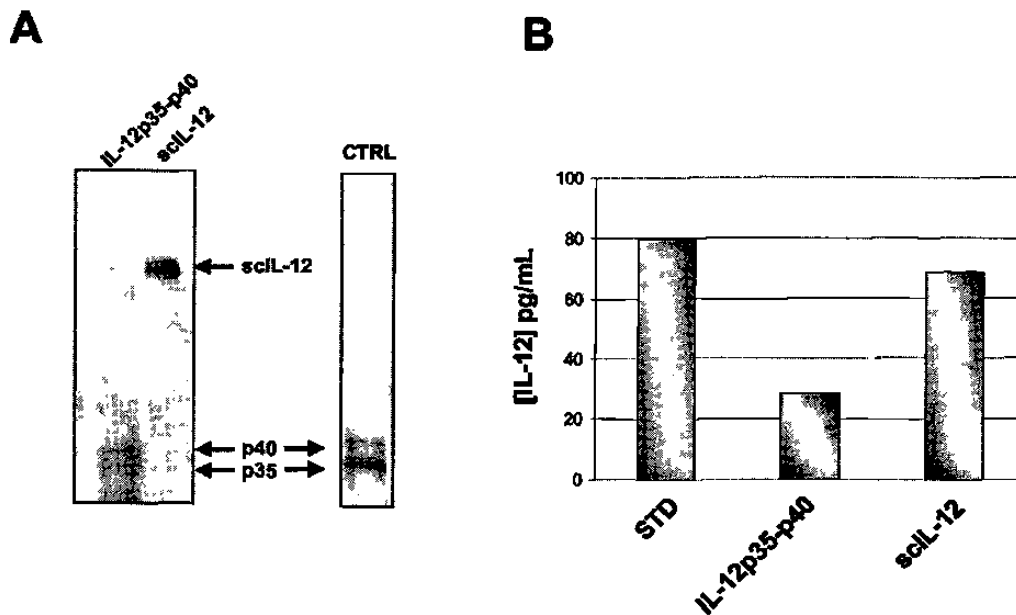 A
IL-12p35-p40
scIL-12
CTRL
scIL-12
p40
p35
B
[IL-12] pg/mL
100
80
60
40
20
0
STD
IL-12p35-p40
scIL-12